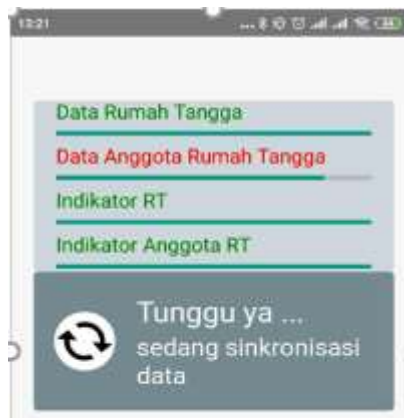 13:21
Data Rumah Tangga
Data Anggota Rumah Tangga
Indikator RT
Indikator Anggota RT
Tunggu ya ...
sedang sinkronisasi
data